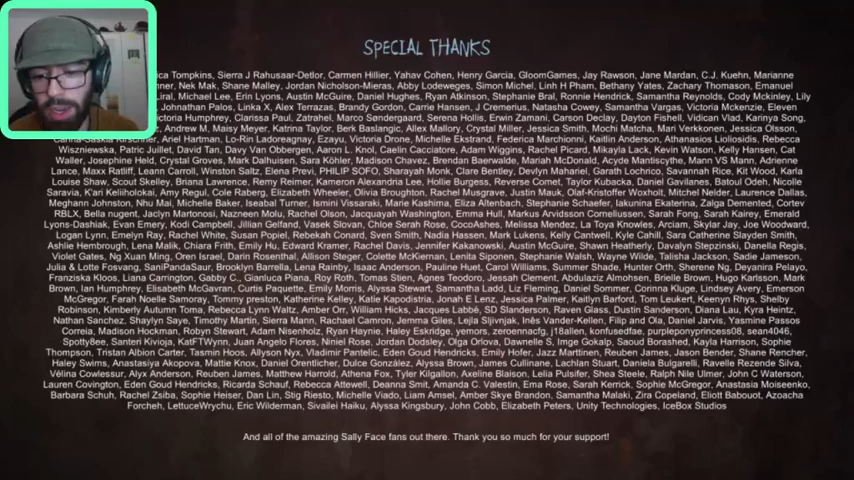 SPECIAL THANKS
ica Tompkins, Sierra J Rahusaar-Detlor, Carmen Hillier, Yahav Cohen, Henry Garcia, GloomGames, Jay Rawson, Jane Mardan, C.J. Kuehn, Marianne
nner, Nek Mak, Shane Malley, Jordan Nicholson-Mieras, Abby Lodeweges, Simon Michel, Linh H Pham, Bethany Yates, Zachary Thomason, Emanuel
iral, Michael Lee, Erin Lyons, Austin McGuire, Daniel Hughes, Ryan Atkinson, Stephanie Bral, Ronnie Hendrick, Samantha Reynolds, Cody Mckinley, Lily
Johnathan Palos, Zatrahel, Linka X, Alex Terrazas, Brandy Gordon, Carrie Hansen, J Cremerius, Natasha Cowey, Samantha Vargas, Victoria Mckenzie, Eleven
ictoria Humphrey, Clarissa Paul, Zatrahel, Marco Søndergaard, Serena Hollis, Erwin Zamani, Carson Declay, Dayton Fishell, Vidican Vlad, Karinya Song,
Andrew M, Maisy Meyer, Katrina Taylor, Berk Baslangic, Alex Mallory, Crystal Miller, Jessica Smith, Mochi Matcha, Mari Verkkonen, Jessica Olsson,
Carina-Saskia Kirschner, Ariel Hartman, Lo-Rin Ladoreagnay, Ezayu, Victoria Drone, Michelle Ekstrand, Federica Marchionni, Kaitlin Anderson, Athanasios Lioliosidis, Rebecca
Wiszniewska, Patric Juillet, David Tan, Davy Van Obbergen, Aaron L. Knol, Caelin Cacciatore, Adam Wiggins, Rachel Picard, Mikayla Lack, Kevin Watson, Kelly Hansen, Cat
Waller, Josephine Held, Crystal Groves, Mark Dalhuisen, Sara Köhler, Madison Chavez, Brendan Baerwalde, Mariah McDonald, Acyde Mantiscythe, Mann VS Mann, Adrienne
Lance, Maxx Ratliff, Leann Carroll, Winston Saltz, Elena Previ, PHILIP SOFO, Sharayah Monk, Clare Bentley, Devlyn Mahariel, Garath Lochrico, Savannah Rice, Kit Wood, Karla
Louise Shaw, Scout Skelley, Briana Lawrence, Remy Reimer, Kameron Alexandria Lee, Hollie Burgess, Reverse Comet, Taylor Kubacka, Daniel Gavilanes, Batoul Odeh, Nicolle
Saravia, K'ari Keliiholokai, Amy Regul, Cole Raberg, Elizabeth Wheeler, Olivia Broughton, Rachel Musgrave, Justin Mauk, Olaf-Kristoffer Woxholt, Mitchel Nelder, Laurence Dallas,
Meghann Johnston, Nhu Mai, Michelle Baker, Iseabal Turner, Ismini Vissaraki, Marie Kashima, Eliza Altenbach, Stephanie Schaefer, Iakunina Ekaterina, Zalga Demented, Cortev
RBLX, Bella nugent, Jaclyn Martonosi, Nazneen Molu, Rachel Olson, Jacquayah Washington, Emma Hull, Markus Arvidsson Corneliussen, Sarah Fong, Sarah Kairey, Emerald
Lyons-Dashiak, Evan Emery, Kodi Campbell, Jillian Gelfand, Vasek Slovan, Chloe Serah Rose, CocoAshes, Melissa Mendez, La Toya Knowles, Arciam, Skylar Jay, Joe Woodward,
Logan Lynn, Emelyn Ray, Rachel White, Susan Popiel, Rebekah Conard, Sven Smith, Nadia Hassen, Mark Lukens, Kelly Cantwell, Kyle Cahill, Sara Catherine Slayden Smith,
Ashlie Hembrough, Lena Malik, Chiara Frith, Emily Hu, Edward Kramer, Rachel Davis, Jennifer Kakanowski, Austin McGuire, Shawn Heatherly, Davalyn Stepzinski, Danella Regis,
Violet Gates, Ng Xuan Ming, Oren Israel, Darin Rosenthal, Allison Steger, Colette McKiernan, Lenita Siponen, Stephanie Walsh, Wayne Wilde, Talisha Jackson, Sadie Jameson,
Julia & Lotte Fosvang, SaniPandaSaur, Brooklyn Barrella, Lena Rainby, Isaac Anderson, Pauline Huet, Carol Williams, Summer Shade, Hunter Orth, Sherene Ng, Deyanira Pelayo,
Franziska Kloos, Liana Carrington, Gabby C., Gianluca Piana, Roy Roth, Tomas Stien, Agnes Teodoro, Jessah Clement, Abdulaziz Almohsen, Brielle Brown, Hugo Karlsson, Mark
Brown, Ian Humphrey, Elisabeth McGavran, Curtis Paquette, Emily Morris, Alyssa Stewart, Samantha Ladd, Liz Fleming, Daniel Sommer, Corinna Kluge, Lindsey Avery, Emerson
McGregor, Farah Noelle Samoray, Tommy preston, Katherine Kelley, Katie Kapodistria, Jonah E Lenz, Jessica Palmer, Kaitlyn Barford, Tom Leukert, Keenyn Rhys, Shelby
Robinson, Kimberly Autumn Toma, Rebecca Lynn Waltz, Amber Orr, William Hicks, Jacques Labbé, SD Slanderson, Raven Glass, Dustin Sanderson, Diana Lau, Kyra Heintz,
Nathan Sanchez, Shaylyn Saye, Timothy Martin, Sierra Mann, Rachael Camron, Jemma Giles, Lejla Sljivnjak, Inês Vander-Kellen, Filip and Ola, Daniel Jarvis, Yasmine Passos
Correia, Madison Hockman, Robyn Stewart, Adam Nisenholz, Ryan Haynie, Haley Eskridge, yemors, zeroennacfg, j18allen, konfusedfae, purpleponyprincess08, sean4046,
Spotty8ee, Santeri Kivioja, KatFTWynn, Juan Angelo Flores, Niniel Rose, Jordan Dodsley, Olga Orlova, Dawnelle S, Imge Gokalp, Saoud Borashed, Kayla Harrison, Sophie
Thompson, Tristan Albion Carter, Tasmin Hoos, Allyson Nyx, Vladimir Pantelic, Eden Goud Hendricks, Emily Hofer, Jazz Marttinen, Reuben James, Jason Bender, Shane Rencher,
Haley Swims, Anastasiya Akopova, Mattie Knox, Daniel Orentlicher, Dulce González, Alyssa Brown, James Cullinane, Lachlan Stuart, Daniela Bulgarelli, Ravelle Rezende Silva,
Vêlina Cowlessur, Alyx Anderson, Reuben James, Matthew Harrold, Athena Fox, Tyler Kilgallon, Axeline Blaison, Lelia Pulsifer, Shea Steele, Ralph Nile Ulmer, John C Waterson,
Lauren Covington, Eden Goud Hendricks, Ricarda Schauf, Rebecca Attewell, Deanna Smit, Amanda C. Valestin, Ema Rose, Sarah Kerrick, Sophie McGregor, Anastasia Moiseenko,
Barbara Schuh, Rachel Zsiba, Sophie Heiser, Dan Lin, Stig Riesto, Michelle Viado, Liam Amsel, Amber Skye Brandon, Samantha Malaki, Zira Copeland, Eliott Babouot, Azoacha
Forcheh, LettuceWrychu, Eric Wilderman, Sivailei Haiku, Alyssa Kingsbury, John Cobb, Elizabeth Peters, Unity Technologies, IceBox Studios
And all of the amazing Sally Face fans out there. Thank you so much for your support!